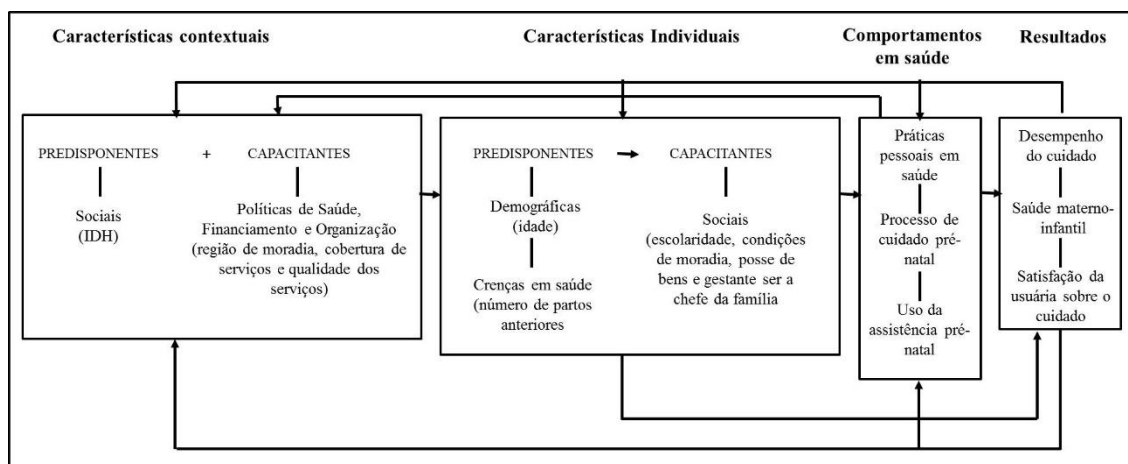 Características contextuais
Características Individuais
Comportamentos
em saúde
Resultados
PREDISPONENTES + CAPACITANTES
Sociais
(IDH)
Políticas de Saúde,
Financiamento e Organização
(região de moradia, cobertura de
serviços e qualidade dos
serviços)
PREDISPONENTES
Demográficas
(idade)
Crenças em saúde
(número de partos
anteriores
CAPACITANTES
Sociais
(escolaridade, condições
de moradia, posse de
bens e gestante ser a
chefe da família
Práticas
pessoais em
saúde
Processo de
cuidado pré-
natal
Uso da
assistência pré-
natal
Desempenho
do cuidado
Saúde materno-
infantil
Satisfação da
usuária sobre o
cuidado